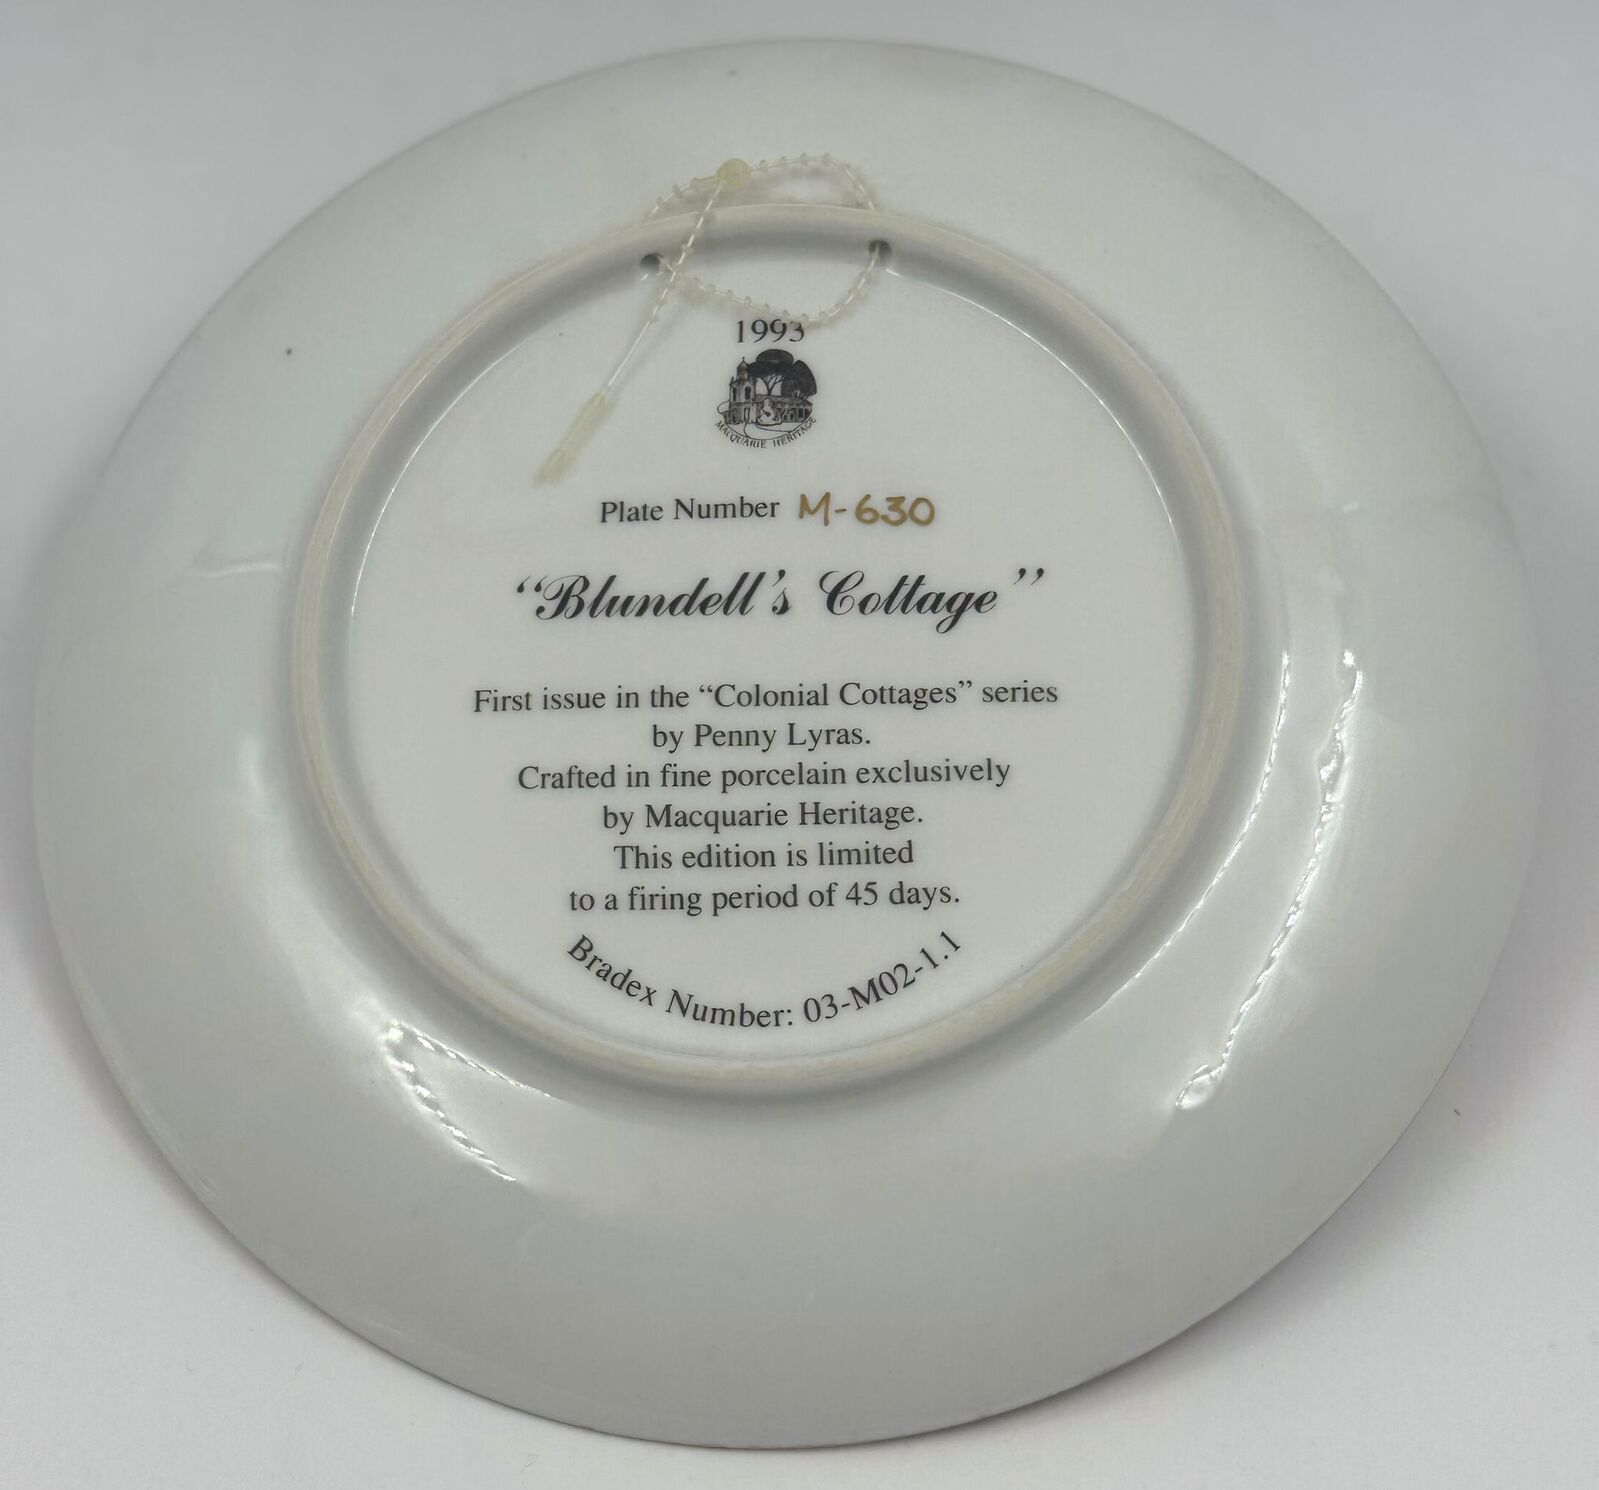 1993
MACQUARIE HERITAGE
Plate Number M-630
“Blundell's Cottage”
First issue in the “Colonial Cottages” series
by Penny Lyras.
Crafted in fine porcelain exclusively
by Macquarie Heritage.
This edition is limited
to a firing period of 45 days.
Bradex Number: 03-M02-1.1